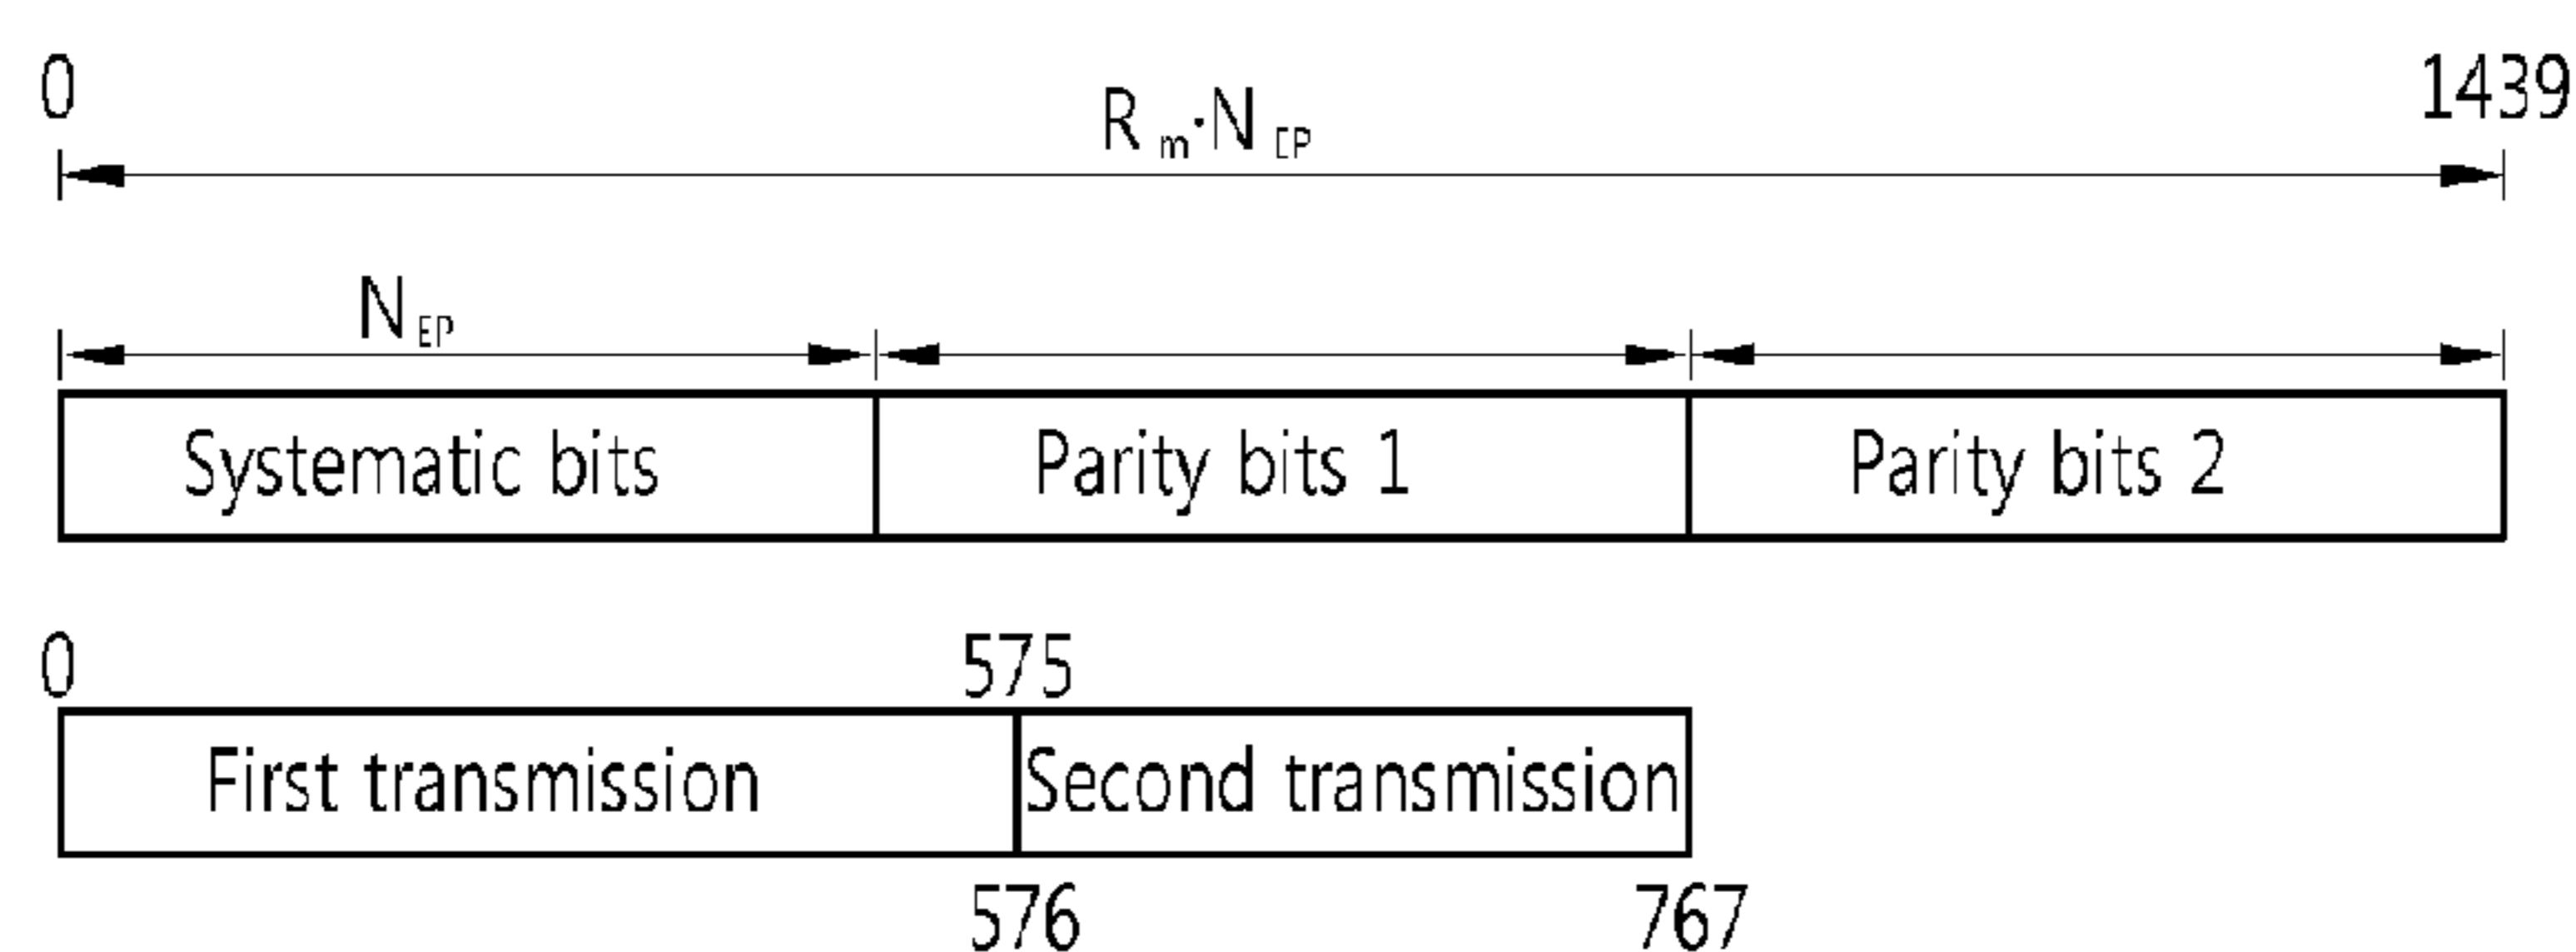 0 1439
R m·N EP
N EP
Systematic bits Parity bits 1 Parity bits 2
0 575
First transmission Second transmission
576 767